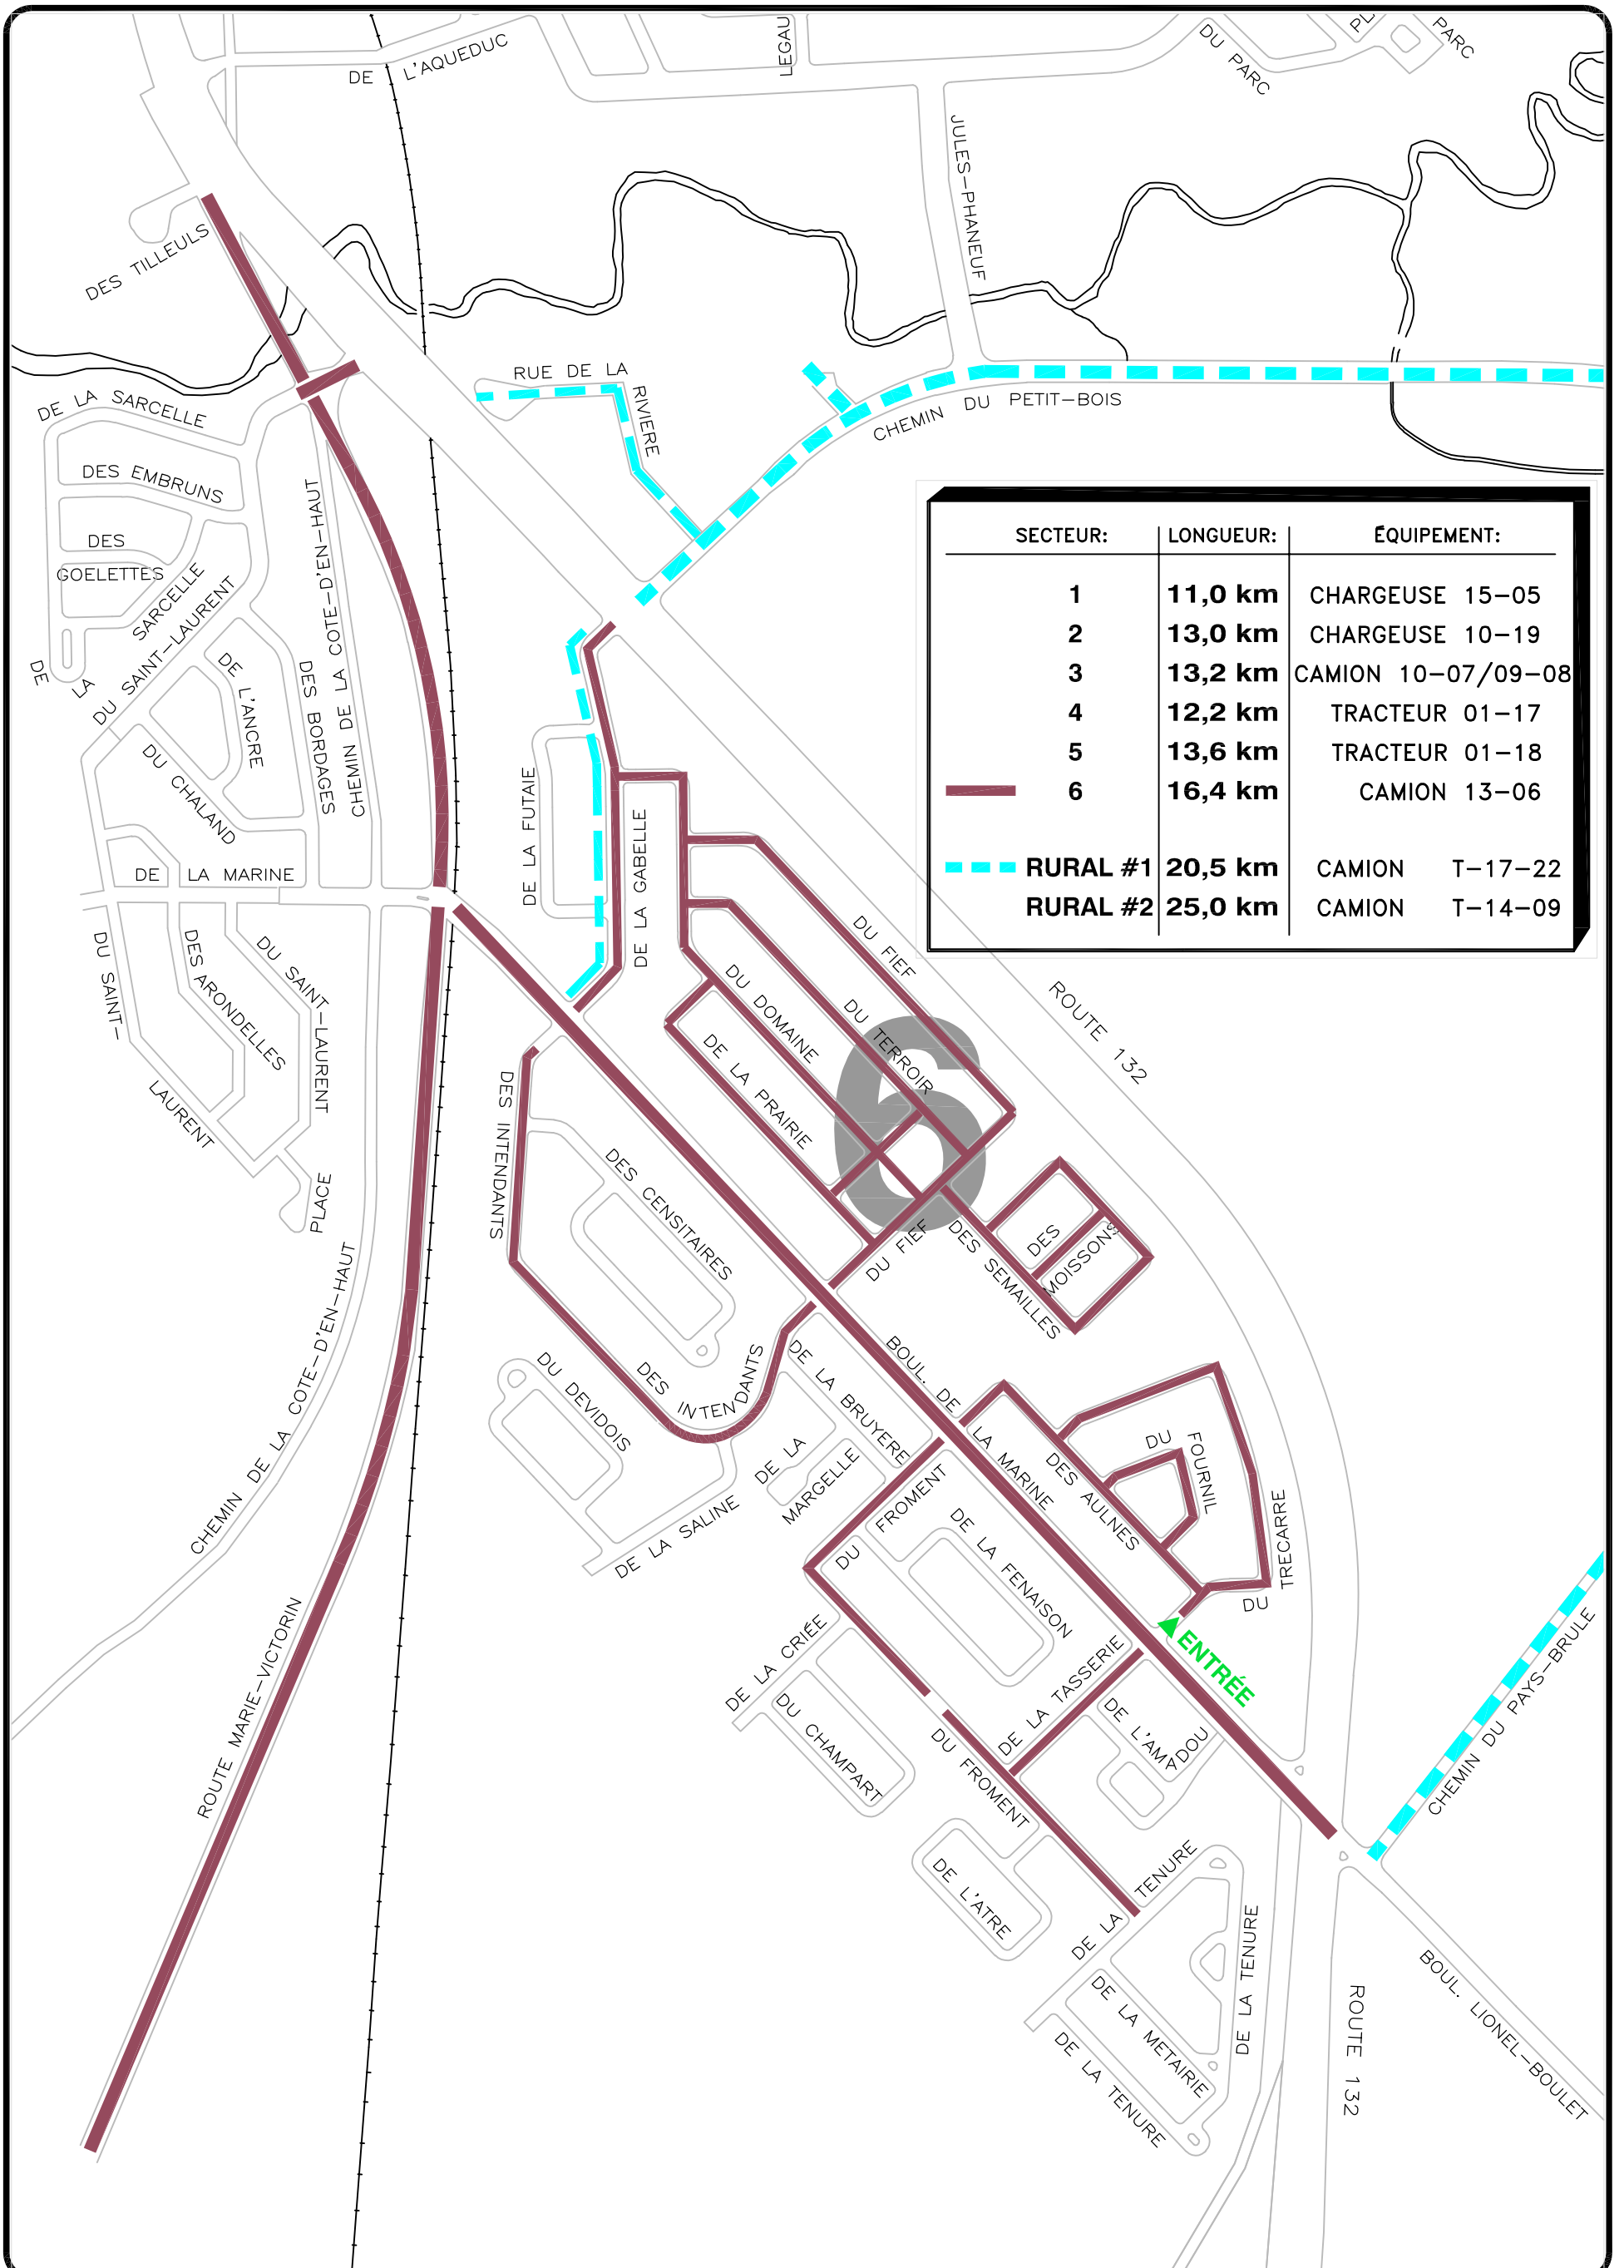 DE L'AQUEDUC
LEGAU
DU PARC
PARC
JULES-PHANEUF
DES TILLEULS
RUE DE LA
RIVIERE
CHEMIN DU PETIT-BOIS
DE LA SARCELLE
DES EMBRUNS
DES
GOELETTES
SARCELLE
DE LA
DU SAINT-LAURENT
DE L'ANCRE
DU CHALAND
DES BORDAGES
CHEMIN DE LA COTE-D'EN-HAUT
SECTEUR: LONGUEUR: ÉQUIPEMENT:
1 11,0 km CHARGEUSE 15-05
2 13,0 km CHARGEUSE 10-19
3 13,2 km CAMION 10-07/09-08
4 12,2 km TRACTEUR 01-17
5 13,6 km TRACTEUR 01-18
6 16,4 km CAMION 13-06
RURAL #1 20,5 km CAMION T-17-22
RURAL #2 25,0 km CAMION T-14-09
DE LA FUTAIE
DE LA GABELLE
DE LA MARINE
DU SAINT-
LAURENT
DES ARONDELLES
DU SAINT-LAURENT
PLACE
DU FIEF
DU TERROIR
DU DOMAINE
DE LA PRAIRIE
6
ROUTE 132
DES INTENDANTS
DES CENSITAIRES
DU FIEF
DES SEMAILLES
DES
MOISSONS
CHEMIN DE LA COTE-D'EN-HAUT
DU DEVIDOIS
DES
INTENDANTS
DE LA BRUYERE
BOUL. DE LA MARINE
DE LA
MARGELLE
DE LA SALINE
DU FROMENT
DE LA FENAISON
DES AULNES
DU
FOURNIL
TRECARRE
DU
ENTRÉE
ROUTE MARIE-VICTORIN
DE LA CRIÉE
DU CHAMPART
DE LA TASSERIE
DE L'AMADOU
DU FROMENT
DE L'ATRE
DE LA TENURE
DE LA TENURE
DE LA METAIRIE
DE LA TENURE
CHEMIN DU PAYS-BRULE
BOUL. LIONEL-BOULET
ROUTE 132